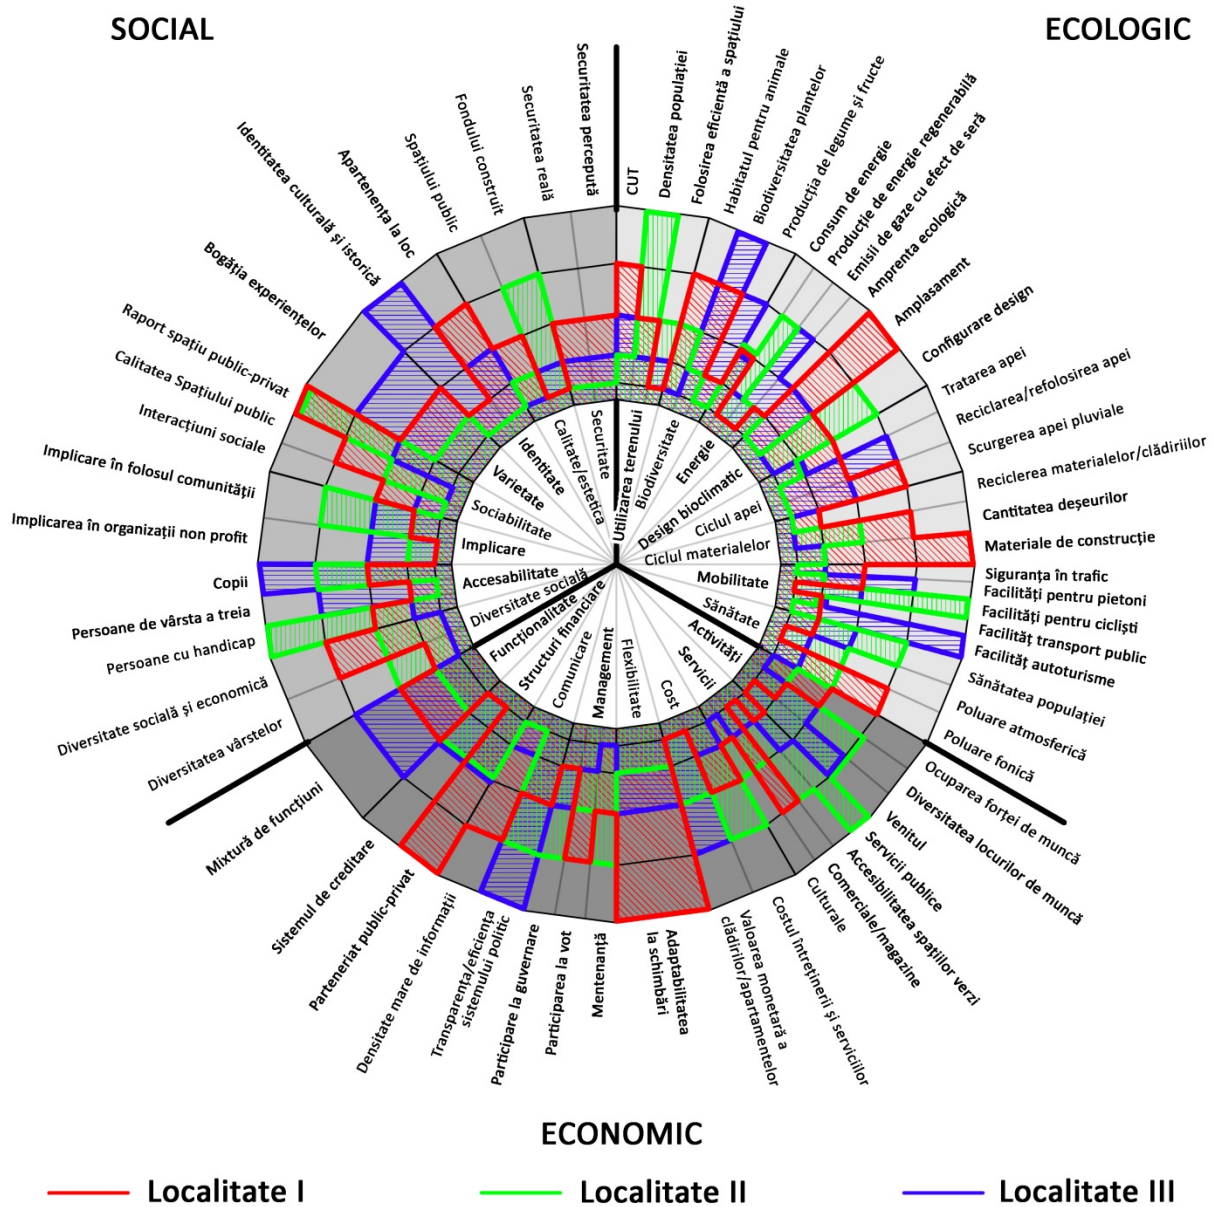 SOCIAL
ECOLOGIC
CUT
Densitatea populației
Folosirea eficientă a spațiului
Habitatul pentru animale
Biodiversitatea plantelor
Producția de legume și fructe
Consum de energie
Producție de energie regenerabilă
Emisii de gaze cu efect de seră
Amprenta ecologică
Amplasament
Configurare design
Tratarea apei
Reciclarea/refolosirea apei
Scurgerea apei pluviale
Reciclerea materialelor/clădiriilor
Cantitatea deșeurilor
Materiale de construcție
Siguranța în trafic
Facilități pentru pietoni
Facilități pentru cicliști
Facilităț transport public
Facilităț autoturisme
Sănătatea populației
Poluare atmosferică
Poluare fonică
Ocuparea forței de muncă
Diversitatea locurilor de muncă
Venitul
Servicii publice
Accesibilitatea spațiilor verzi
Comerciale/magazine
Culturale
Costul întreținerii și serviciilor
Valoarea monetară a
clădirilor/apartamentelor
Adaptabilitatea
la schimbări
Mentenanță
Participarea la vot
Participare la guvernare
Transparența/eficiența
sistemului politic
Densitate mare de informații
Parteneriat public-privat
Sistemul de creditare
Mixtură de funcțiuni
Diversitatea vârstelor
Diversitate socială și economică
Persoane cu handicap
Persoane de vârsta a treia
Copii
Implicarea în organizații non profit
Implicare în folosul comunității
Interacțiuni sociale
Calitatea Spațiului public
Raport spațiu public-privat
Bogăția experiențelor
Identitatea culturală și istorică
Apartenența la loc
Spațiului public
Fondului construit
Securitatea reală
Securitatea percepută
Utilizarea terenului
Biodiversitate
Energie
Design bioclimatic
Ciclul apei
Ciclul materialelor
Mobilitate
Sănătate
Activități
Servicii
Cost
Flexibilitate
Management
Comunicare
Structuri financiare
Funcționalitate
Diversitate socială
Accesabilitate
Implicare
Sociabilitate
Varietate
Identitate
Calitate/estetica
Securitate
ECONOMIC
Localitate I
Localitate II
Localitate III